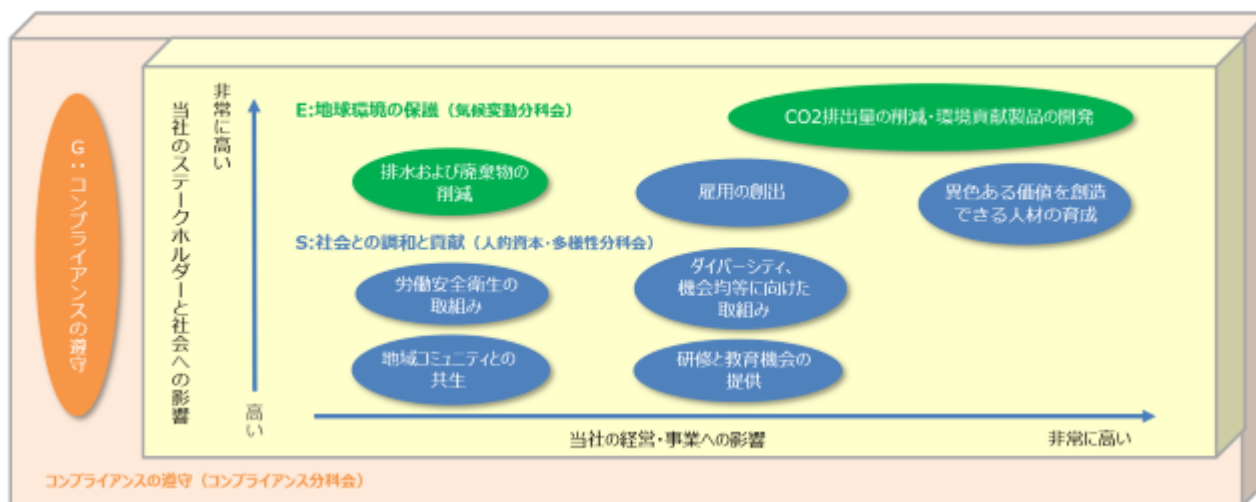 G：コンプライアンスの遵守
当社のステークホルダーと社会への影響
非常に高い
高い
E:地球環境の保護（気候変動分科会）
CO2排出量の削減・環境貢献製品の開発
排水および廃棄物の
削減
雇用の創出
異色ある価値を創造
できる人材の育成
S:社会との調和と貢献（人的資本・多様性分科会）
労働安全衛生の
取組み
ダイバーシティ、
機会均等に向けた
取組み
地域コミュニティとの
共生
研修と教育機会の
提供
当社の経営・事業への影響
非常に高い
コンプライアンスの遵守（コンプライアンス分科会）